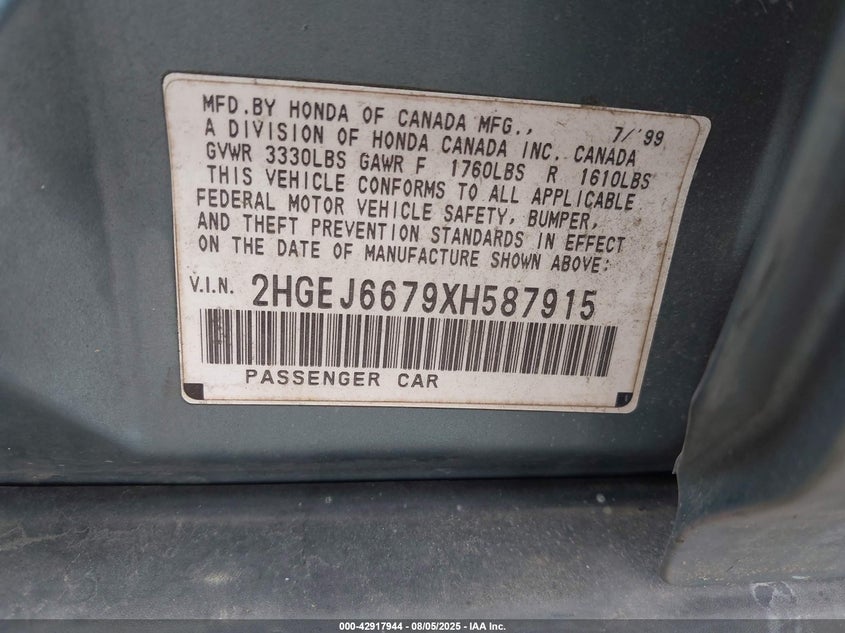 MFD.BY HONDA OF CANADA MFG., 7/'99
A DIVISION OF HONDA CANADA INC. CANADA
GVWR 3330LBS GAWR F 1760LBS R 1610LBS
THIS VEHICLE CONFORMS TO ALL APPLICABLE
FEDERAL MOTOR VEHICLE SAFETY, BUMPER,
AND THEFT PREVENTION STANDARDS IN EFFECT
ON THE DATE OF MANUFACTURE SHOWN ABOVE:
V.I.N. 2HGEJ6679XH587915
PASSENGER CAR
000-42917944 - 08/05/2025 - IAA Inc.